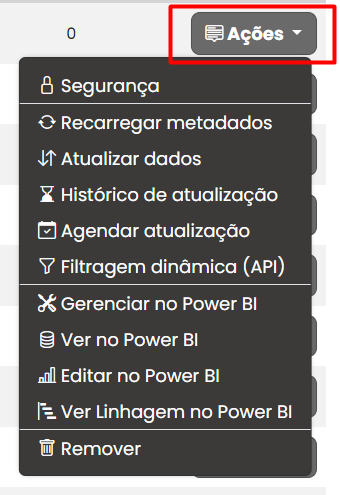 0
Ações
Segurança
Recarregar metadados
Atualizar dados
Histórico de atualização
Agendar atualização
Filtragem dinâmica (API)
Gerenciar no Power BI
Ver no Power BI
Editar no Power BI
Ver Linhagem no Power BI
Remover